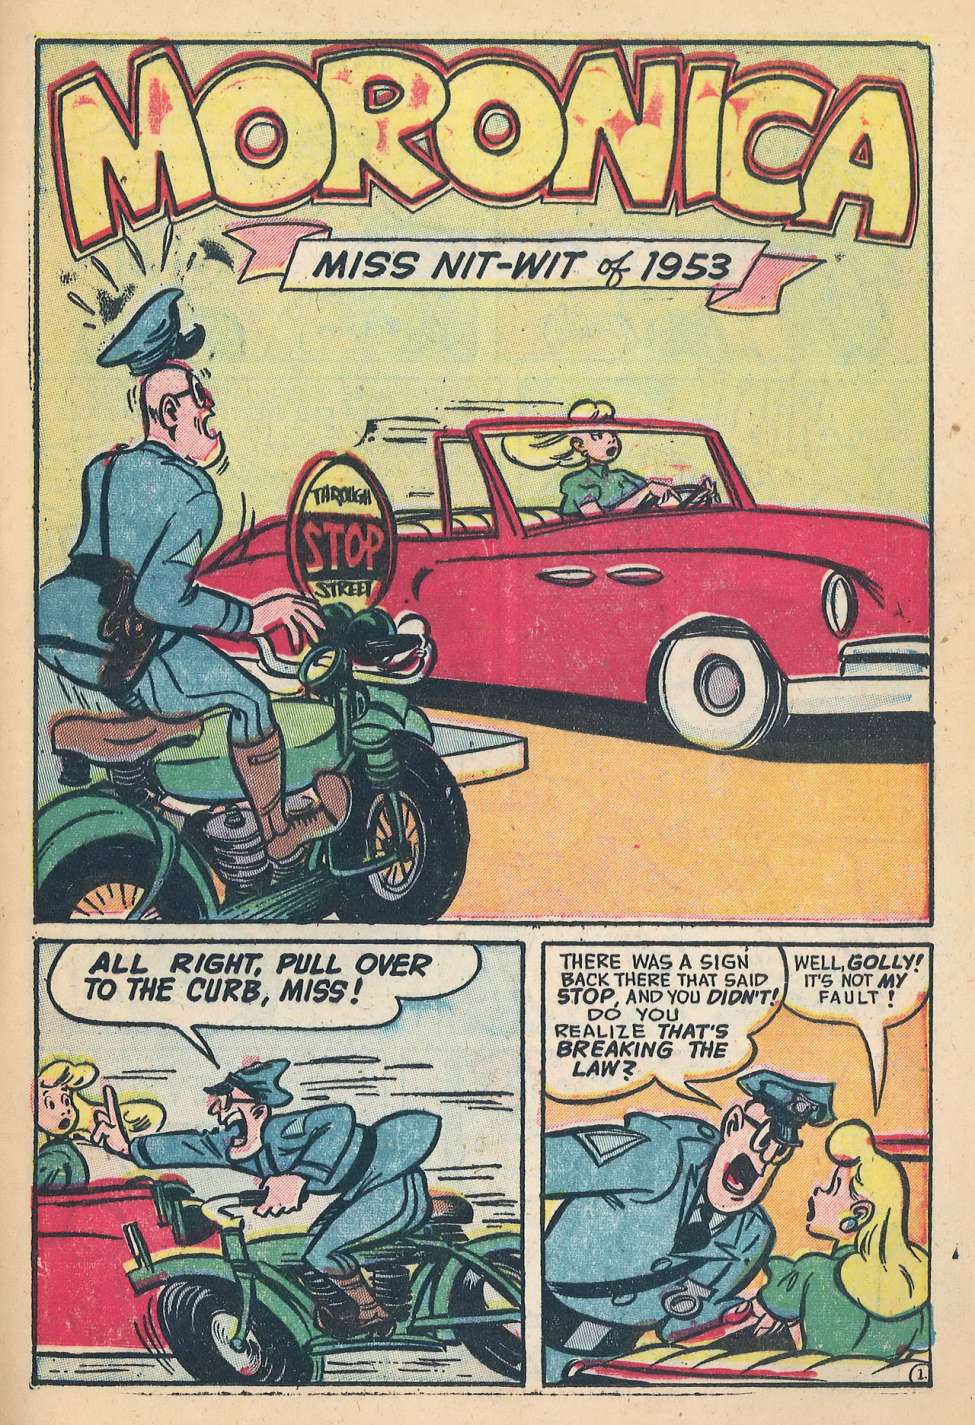 MORONICA
MISS NIT-WIT of 1953
THROUGH
STOP
STREET
ALL RIGHT, PULL OVER
TO THE CURB, MISS!
THERE WAS A SIGN
BACK THERE THAT SAID
STOP, AND YOU DIDN'T!
DO YOU
REALIZE THAT'S
BREAKING THE
LAW?
WELL, GOLLY!
IT'S NOT MY
FAULT!
1.